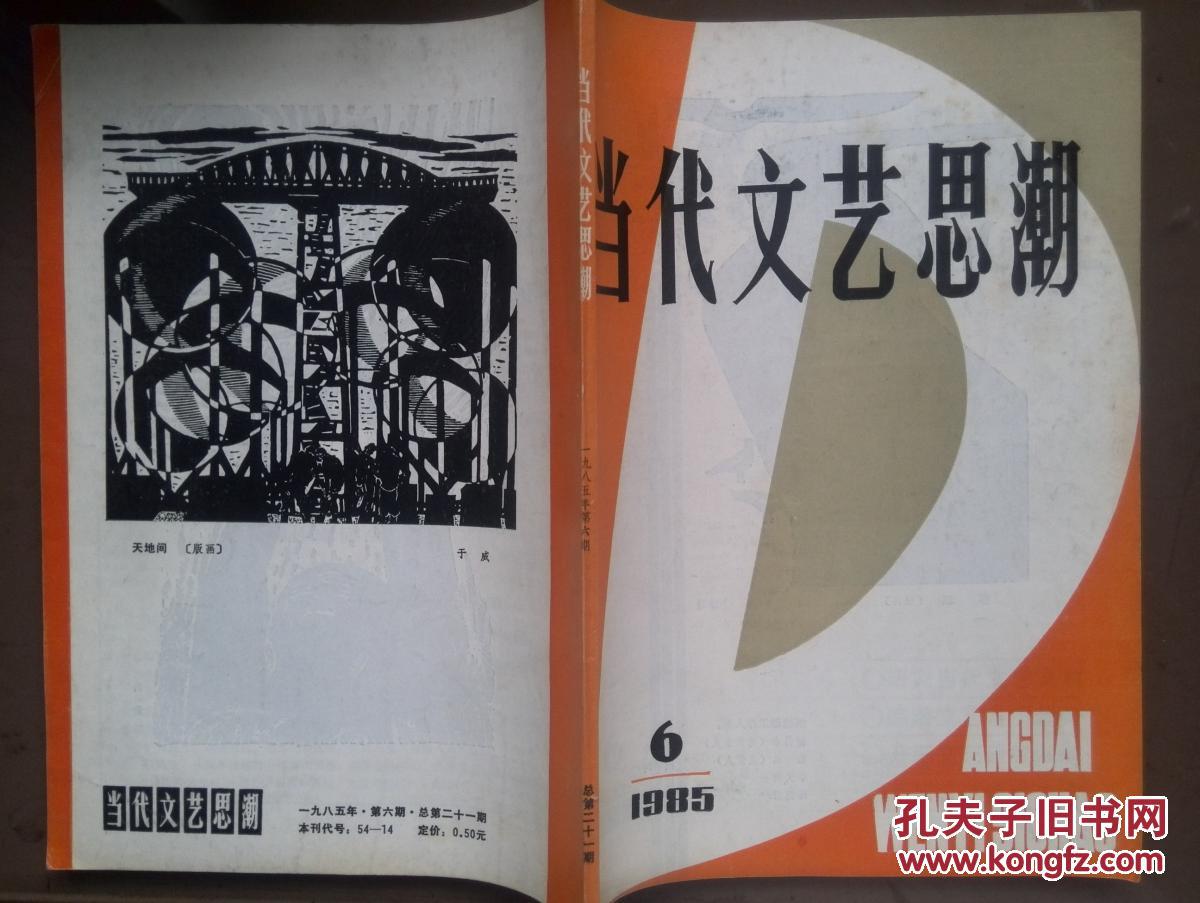 当代文艺思潮
6
1985
ANGDAI
WENYI SICHAO
当代文艺思潮
一九八五年第六期
总第二十一期
天地间 〔版画〕
于威
当代文艺思潮
一九八五年·第六期·总第二十一期
本刊代号：54—14 定价：0.50元
孔夫子旧书网
www.kongfz.com